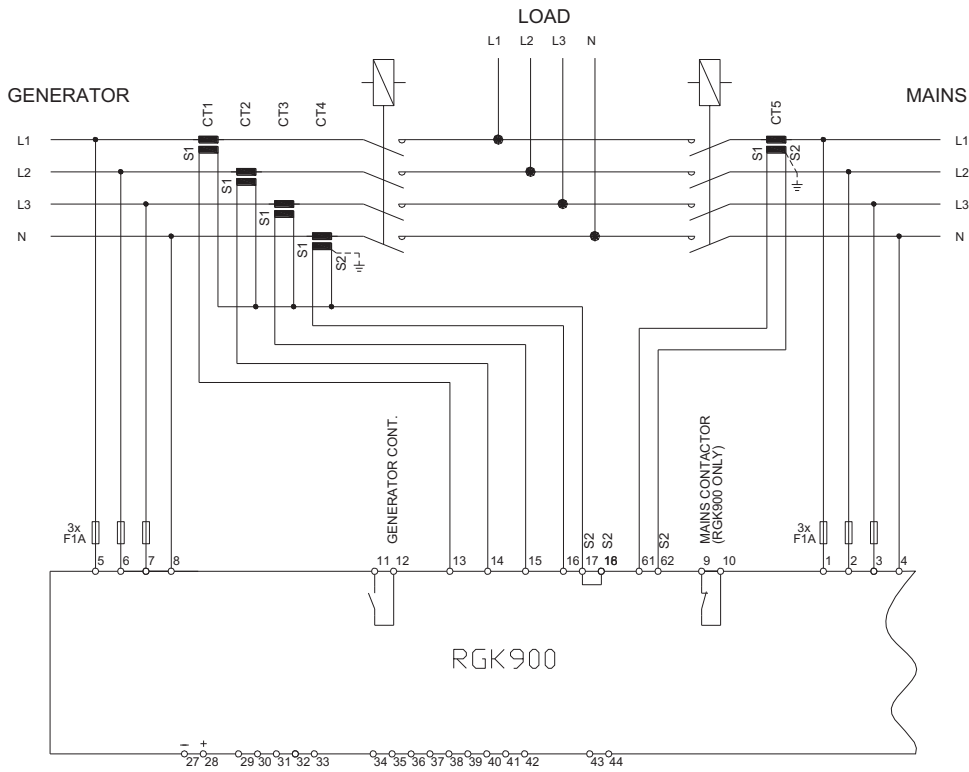 LOAD
L1 L2 L3 N
GENERATOR
MAINS
CT1
CT2
CT3
CT4
CT5
L1
S1
S1
S2
L1
L2
S1
L2
L3
S1
L3
N
S1
S2
N
GENERATOR CONT.
MAINS CONTACTOR
(RGK900 ONLY)
3x
F1A
S2
S2
S2
3x
F1A
5 6 7 8 11 12 13 14 15 16 17 18 61 62 9 10 1 2 3 4
RGK900
– +
27 28 29 30 31 32 33 34 35 36 37 38 39 40 41 42 43 44